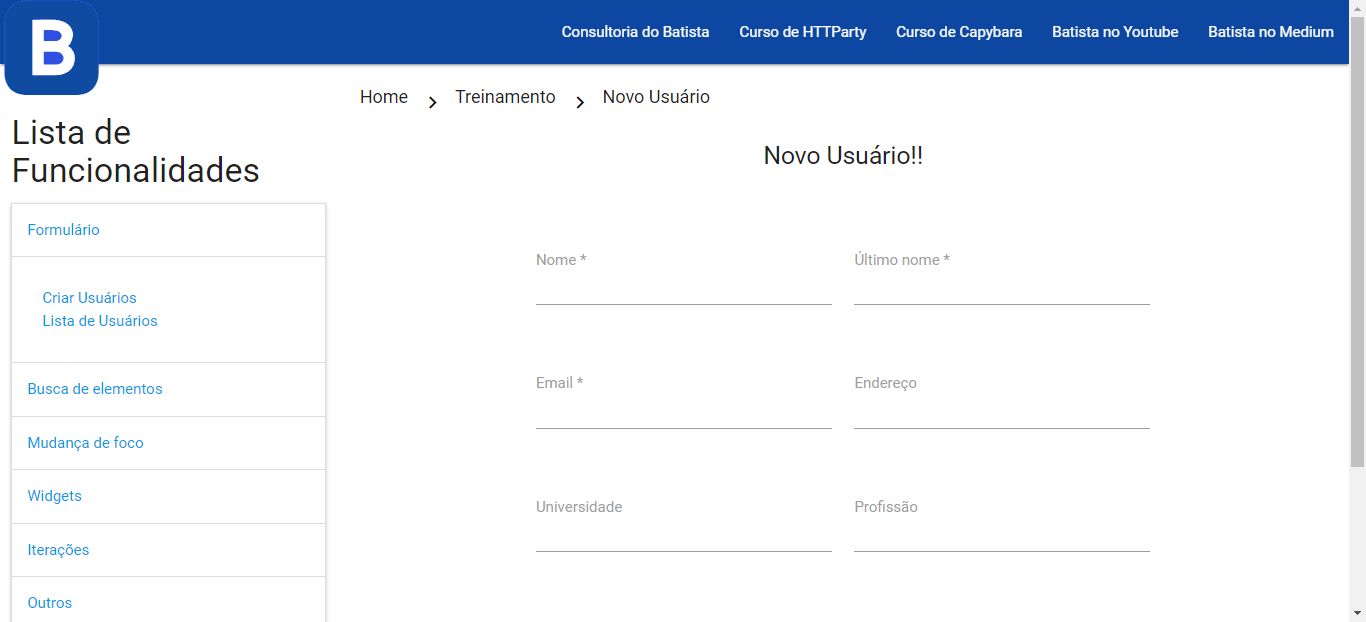 B
Consultoria do Batista Curso de HTTParty Curso de Capybara Batista no Youtube Batista no Medium
Home Treinamento Novo Usuário
Lista de
Funcionalidades
Formulário
Criar Usuários
Lista de Usuários
Busca de elementos
Mudança de foco
Widgets
Iterações
Outros
Novo Usuário!!
Nome * Último nome *
Email * Endereço
Universidade Profissão